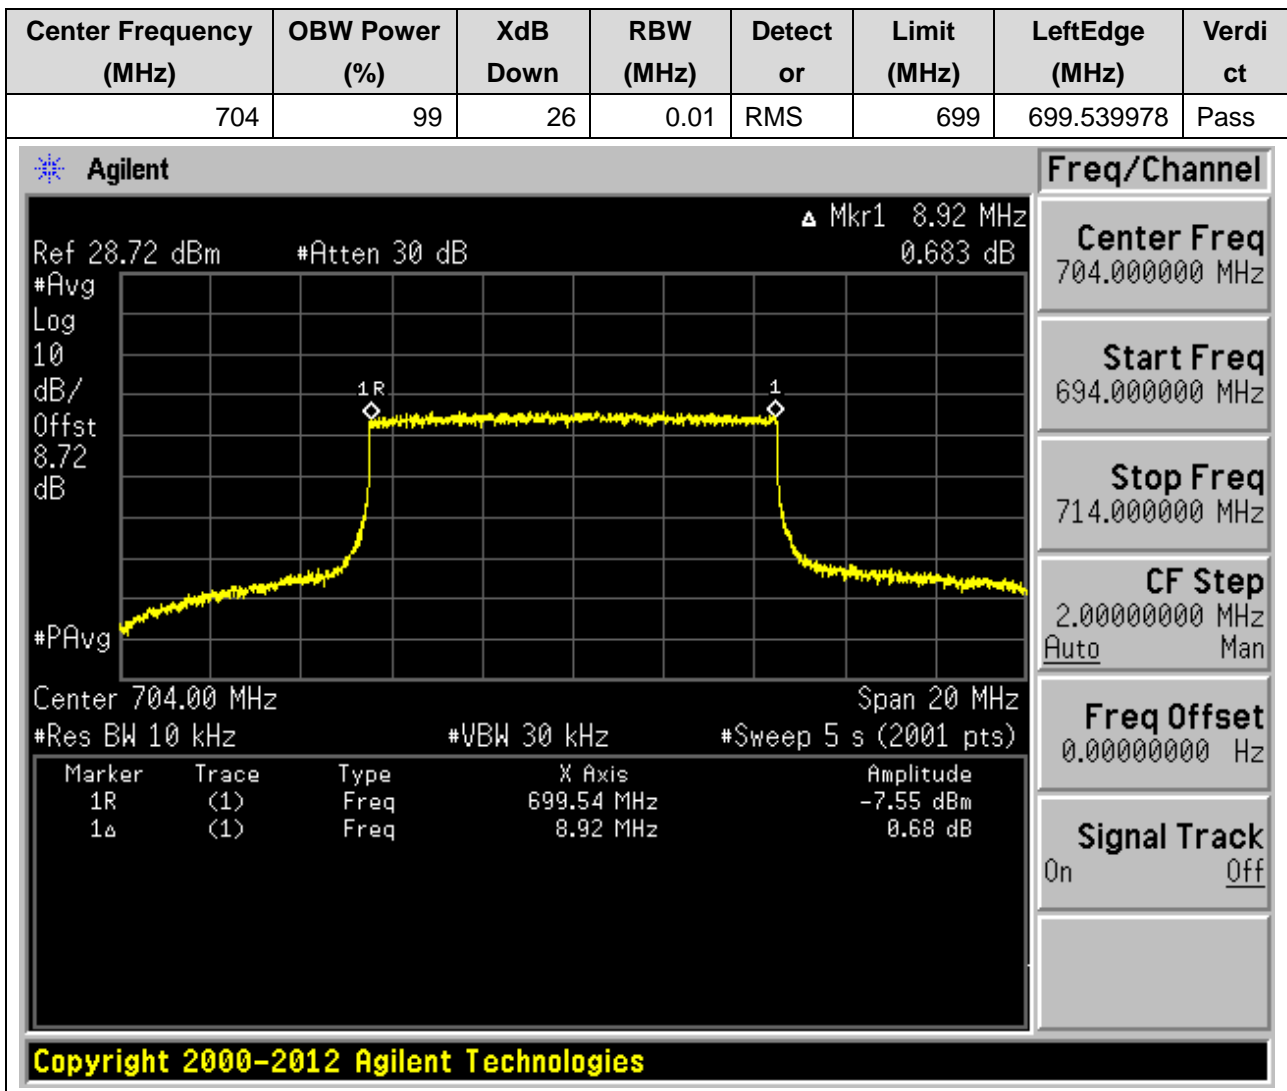 Center Frequency (MHz) OBW Power (%) XdB Down RBW (MHz) Detect or Limit (MHz) LeftEdge (MHz) Verdi ct
704 99 26 0.01 RMS 699 699.539978 Pass
Agilent
Freq/Channel
Δ Mkr1 8.92 MHz
Ref 28.72 dBm #Atten 30 dB 0.683 dB
#Avg
Log
10
dB/
Offst
8.72
dB
#PAvg
1R
1
Center 704.00 MHz Span 20 MHz
#Res BW 10 kHz #VBW 30 kHz #Sweep 5 s (2001 pts)
Marker Trace Type X Axis Amplitude
1R (1) Freq 699.54 MHz -7.55 dBm
1Δ (1) Freq 8.92 MHz 0.68 dB
Center Freq
704.000000 MHz
Start Freq
694.000000 MHz
Stop Freq
714.000000 MHz
CF Step
2.00000000 MHz
Auto Man
Freq Offset
0.00000000 Hz
Signal Track
On Off
Copyright 2000-2012 Agilent Technologies